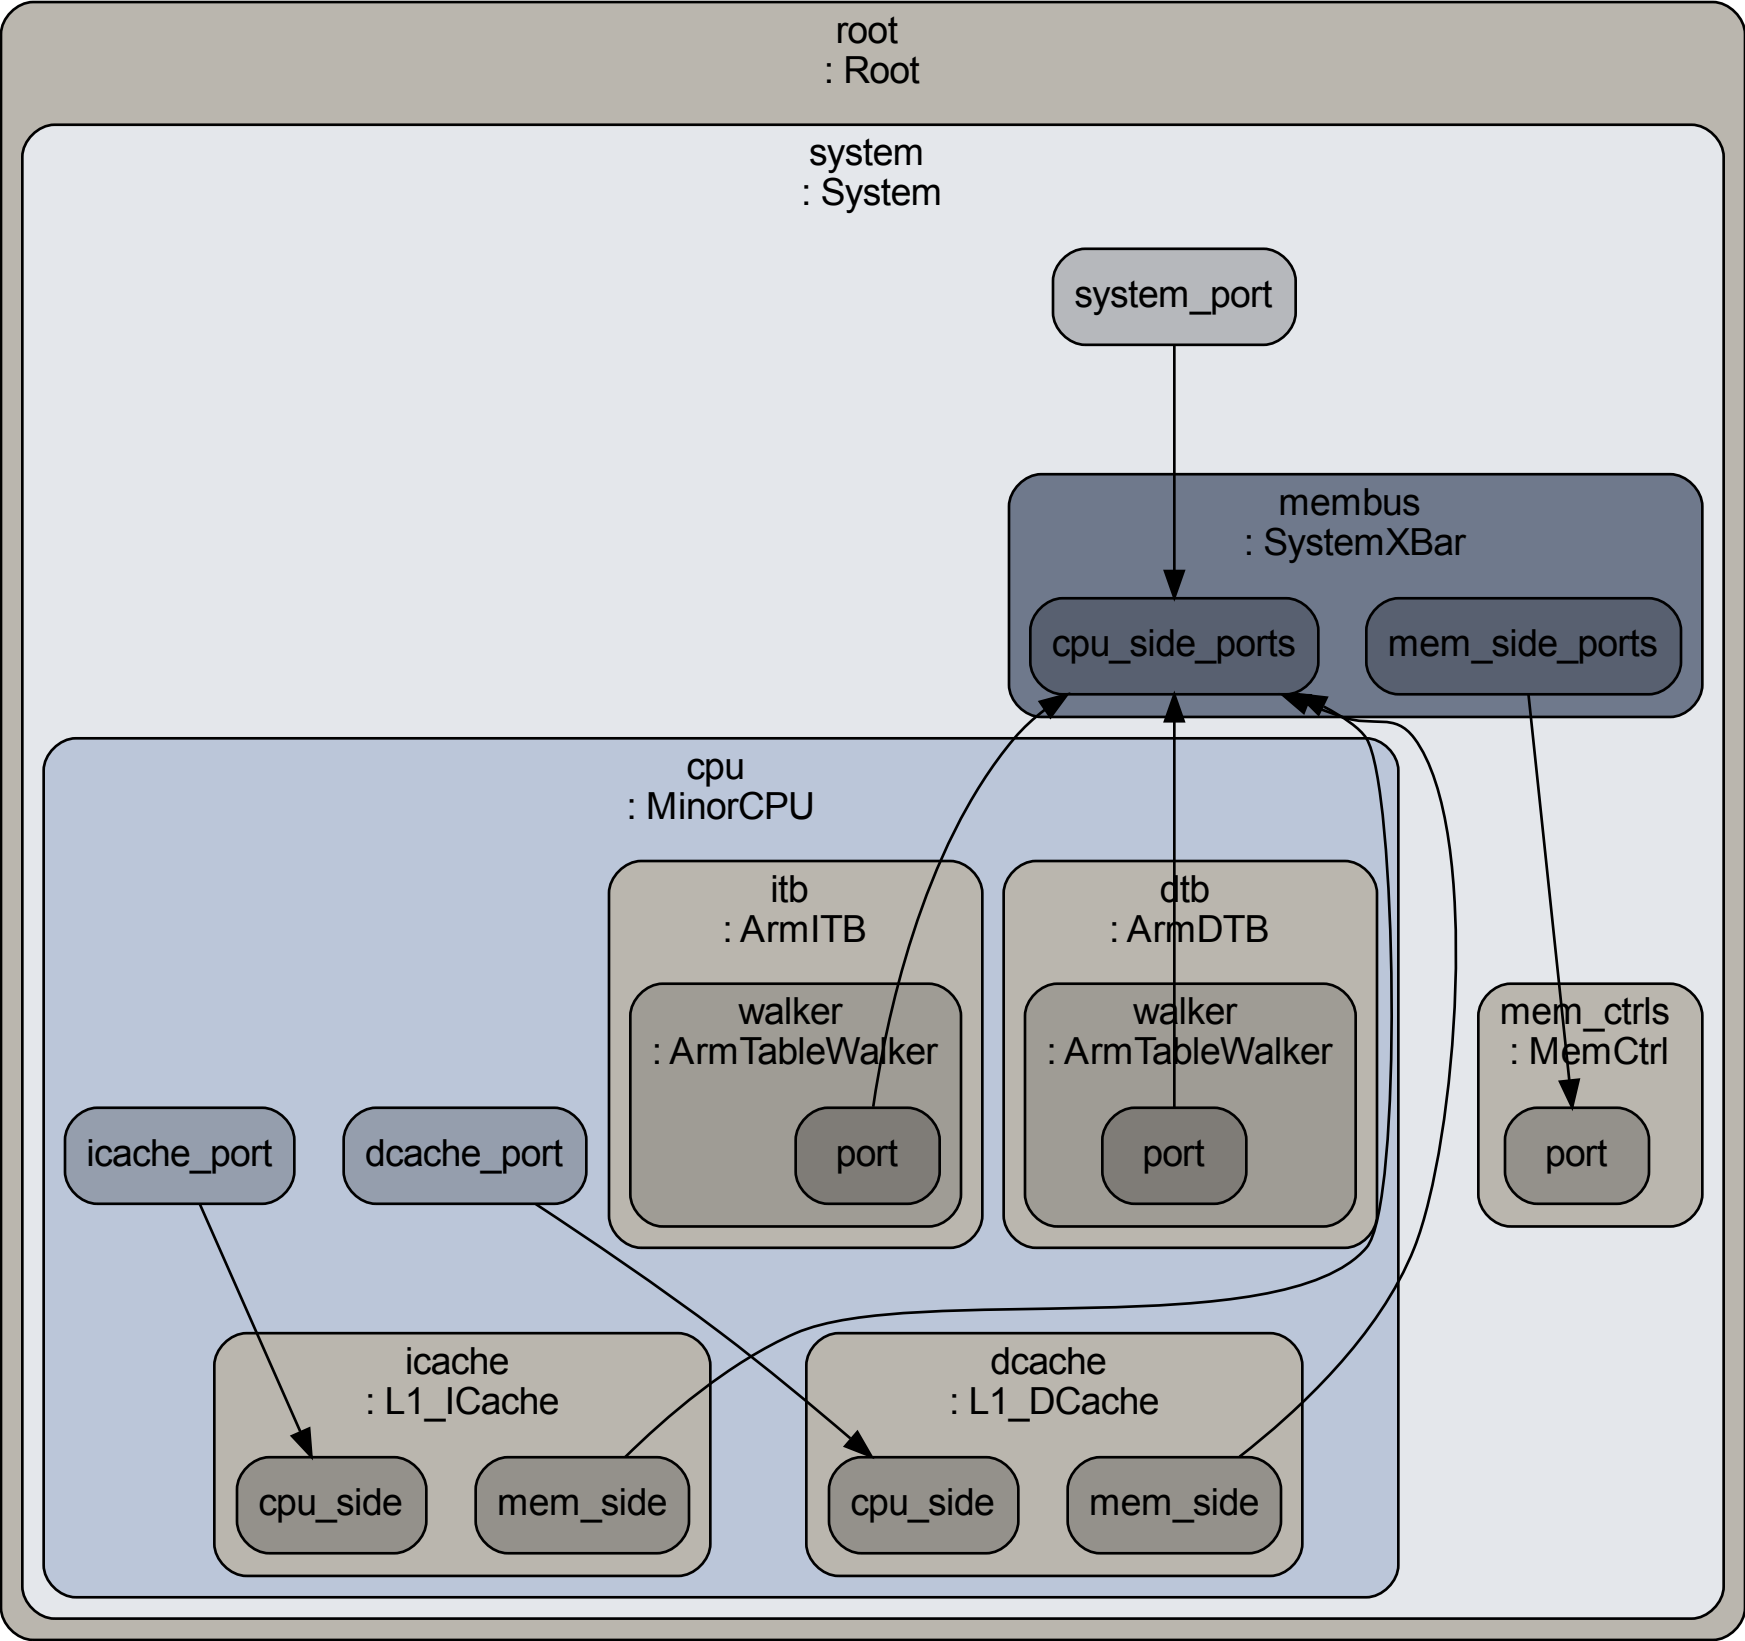 root
: Root
system
: System
system_port
membus
: SystemXBar
cpu_side_ports
mem_side_ports
cpu
: MinorCPU
itb
: ArmITB
dtb
: ArmDTB
walker
: ArmTableWalker
walker
: ArmTableWalker
mem_ctrls
: MemCtrl
icache_port
dcache_port
port
port
port
icache
: L1_ICache
dcache
: L1_DCache
cpu_side
mem_side
cpu_side
mem_side